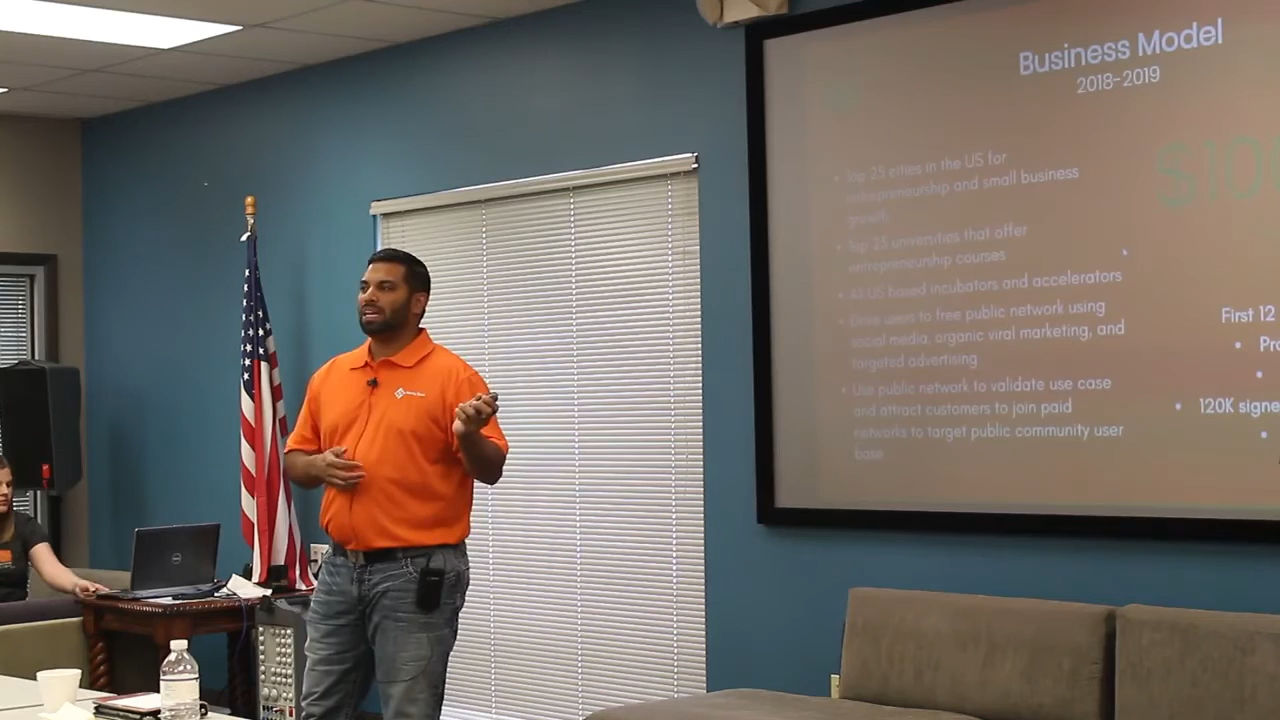 Business Model
2018-2019
• Top 25 cities in the US for
entrepreneurship and small business
growth
• Top 25 universities that offer
entrepreneurship courses
• All US based incubators and accelerators
• Drive users to free public network using
social media, organic viral marketing, and
targeted advertising
• Use public network to validate use case
and attract customers to join paid
networks to target public community user
base
$10
First 12
•
•
• 120K
•